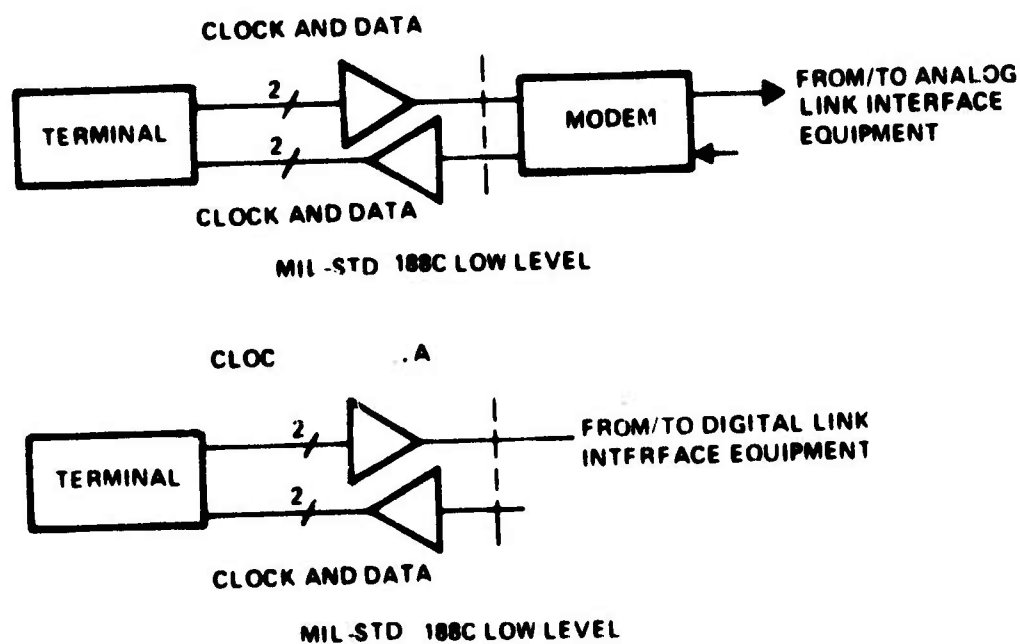 CLOCK AND DATA
2
TERMINAL
2
MODEM
FROM/TO ANALOG
LINK INTERFACE
EQUIPMENT
CLOCK AND DATA
MIL-STD 188C LOW LEVEL
CLOC .A
2
TERMINAL
2
FROM/TO DIGITAL LINK
INTERFACE EQUIPMENT
CLOCK AND DATA
MIL-STD 188C LOW LEVEL